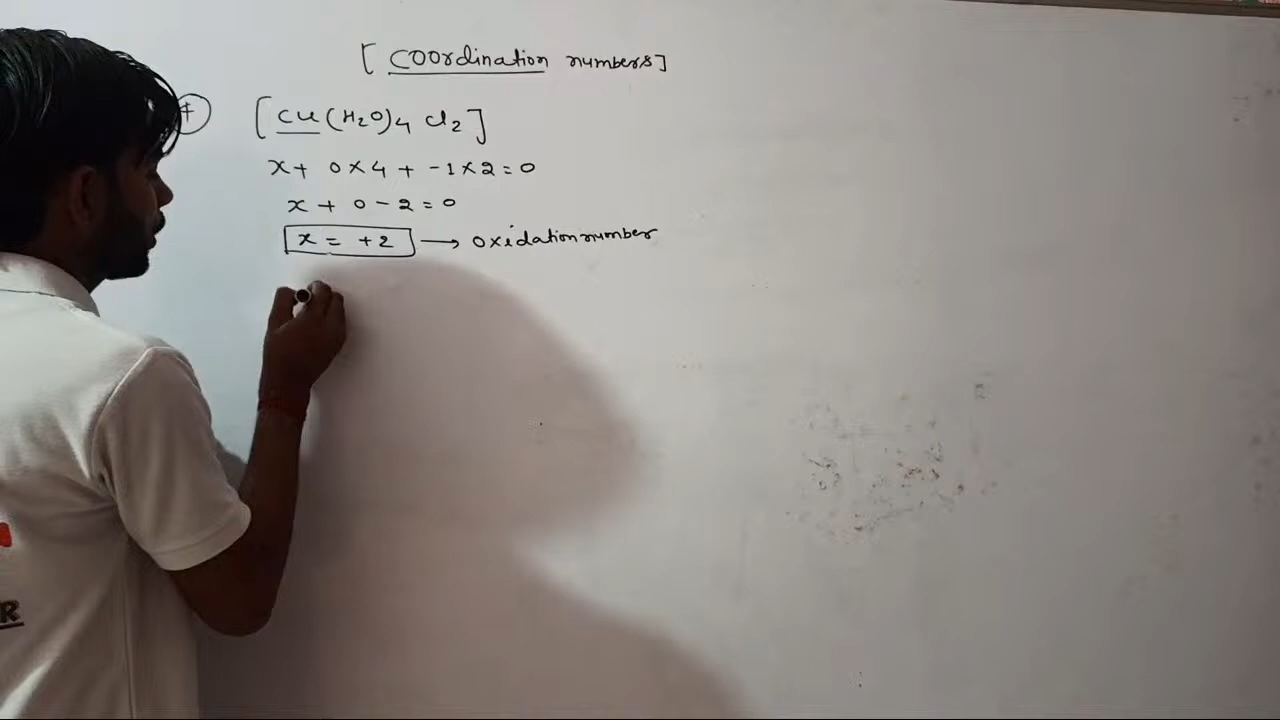 [ Coordination numbers]
[Cu(H₂O)₄ Cl₂]
x + 0×4 + -1×2=0
x + 0-2=0
x = +2 → oxidation number
R